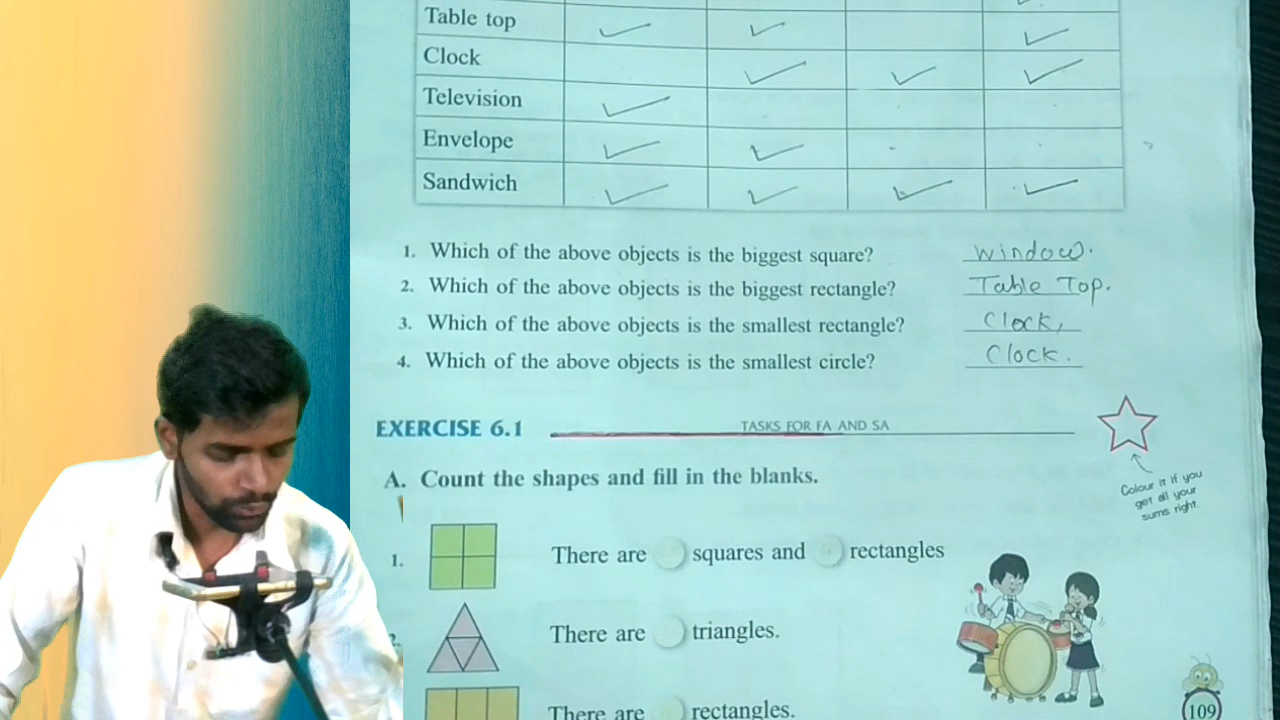 Table top
Clock
Television
Envelope
Sandwich
1. Which of the above objects is the biggest square? window.
2. Which of the above objects is the biggest rectangle? Table Top.
3. Which of the above objects is the smallest rectangle? Clock,
4. Which of the above objects is the smallest circle? Clock.
EXERCISE 6.1 TASKS FOR FA AND SA
Colour it if you
get all your
sums right.
A. Count the shapes and fill in the blanks.
1. There are squares and rectangles
2. There are triangles.
There are rectangles.
109